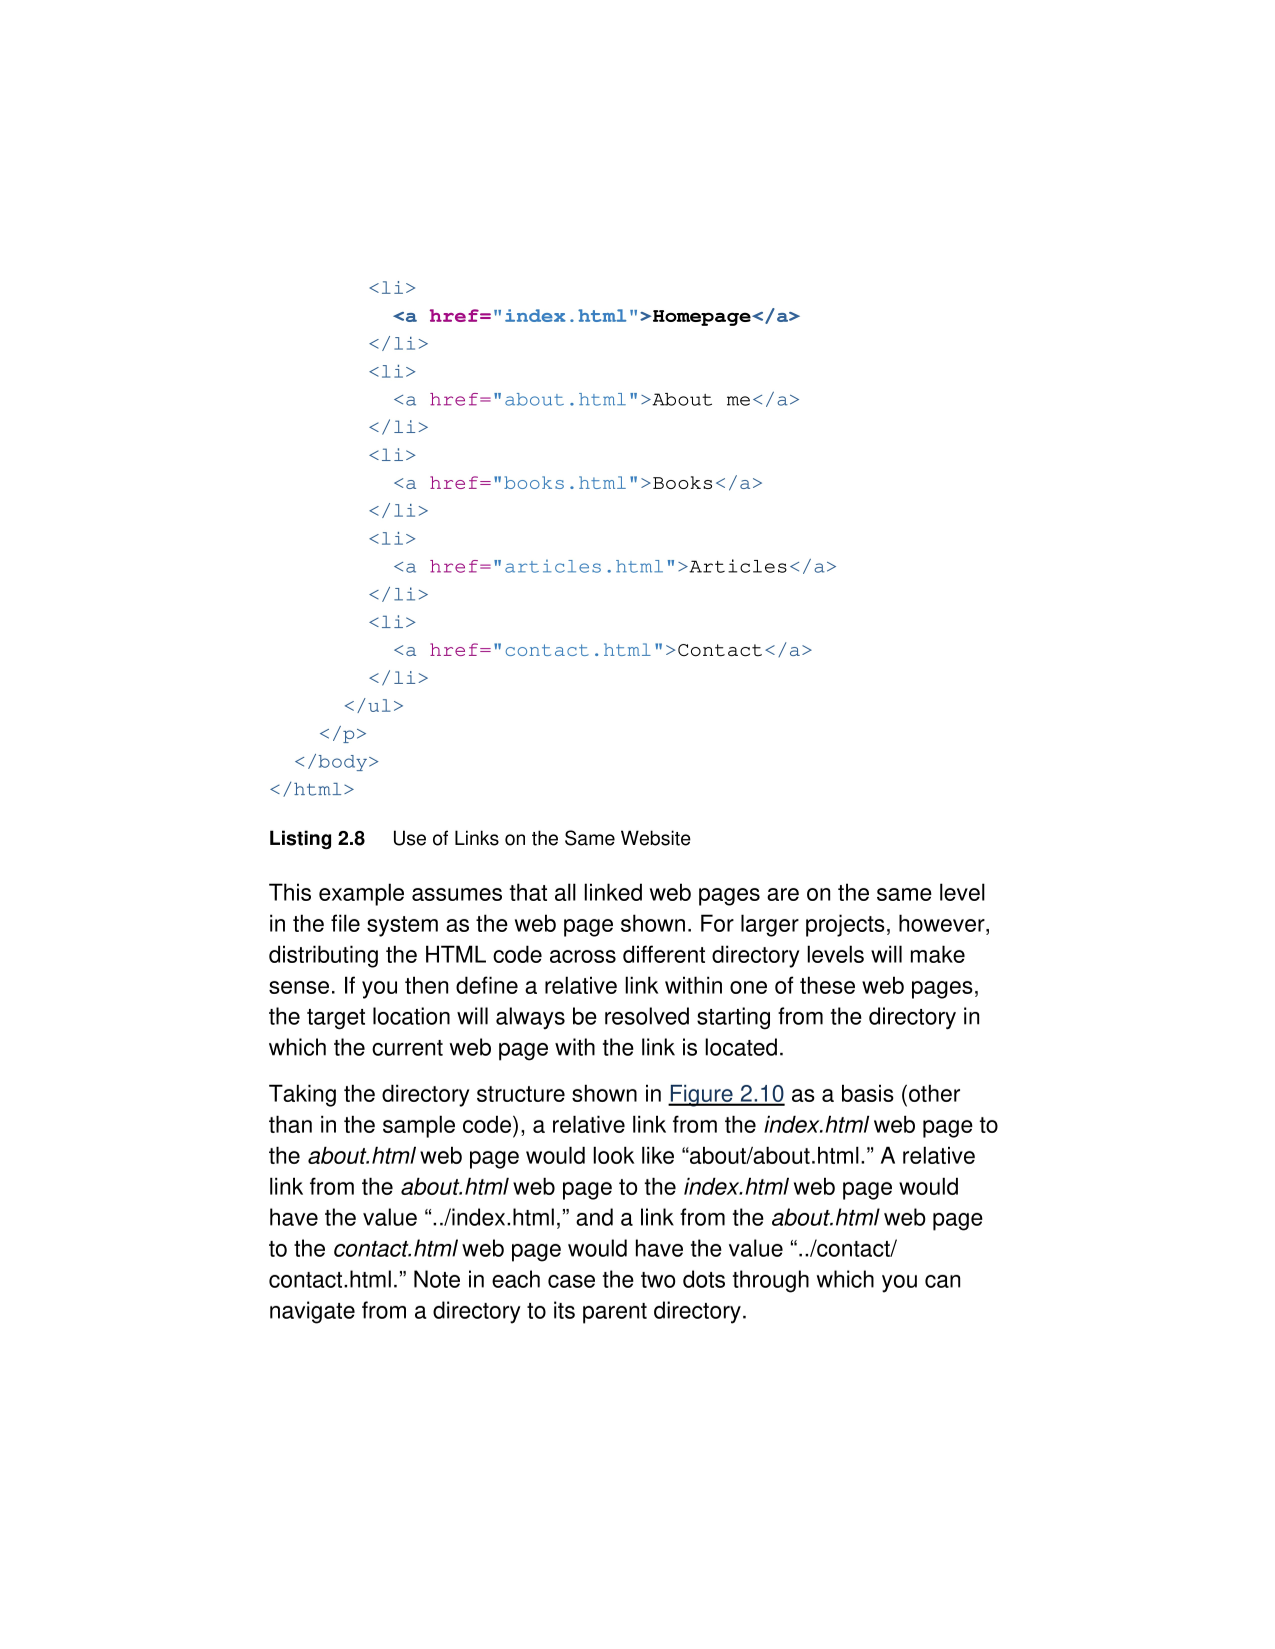 <li>
<a href="index.html">Homepage</a>
</li>
<li>
<a href="about.html">About me</a>
</li>
<li>
<a href="books.html">Books</a>
</li>
<li>
<a href="articles.html">Articles</a>
</li>
<li>
<a href="contact.html">Contact</a>
</li>
</ul>
</p>
</body>
</html>
Listing 2.8 Use of Links on the Same Website
This example assumes that all linked web pages are on the same level
in the file system as the web page shown. For larger projects, however,
distributing the HTML code across different directory levels will make
sense. If you then define a relative link within one of these web pages,
the target location will always be resolved starting from the directory in
which the current web page with the link is located.
Taking the directory structure shown in Figure 2.10 as a basis (other
than in the sample code), a relative link from the index.html web page to
the about.html web page would look like “about/about.html.” A relative
link from the about.html web page to the index.html web page would
have the value “../index.html,” and a link from the about.html web page
to the contact.html web page would have the value “../contact/
contact.html.” Note in each case the two dots through which you can
navigate from a directory to its parent directory.